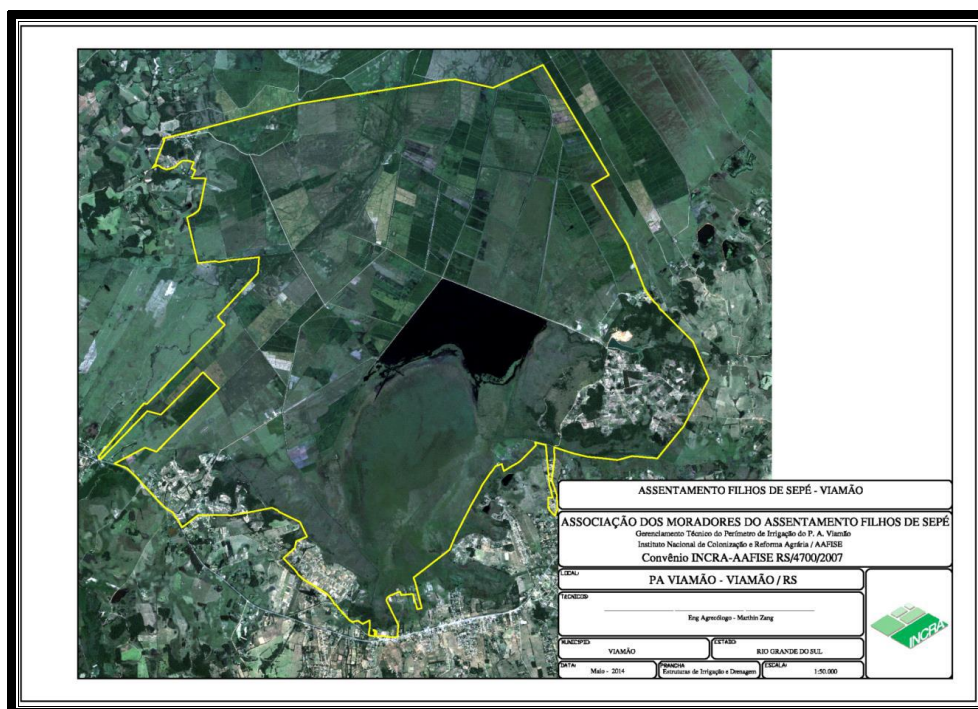 ASSENTAMENTO FILHOS DE SEPÉ - VIAMÃO
ASSOCIAÇÃO DOS MORADORES DO ASSENTAMENTO FILHOS DE SEPÉ
Gerenciamento Técnico do Perímetro de Irrigação do P. A. Viamão
Instituto Nacional de Colonização e Reforma Agrária / AAFISE
Convênio INCRA-AAFISE RS/4700/2007
LOCAL:
PA VIAMÃO - VIAMÃO / RS
TÉCNICOS:
Eng Agrecólogo - Marthin Zang
MUNICÍPIO:
VIAMÃO
ESTADO:
RIO GRANDE DO SUL
DATA:
Maio - 2014
PRANCHA:
Estruturas de Irrigação e Drenagem
ESCALA:
1:50.000
INCRA